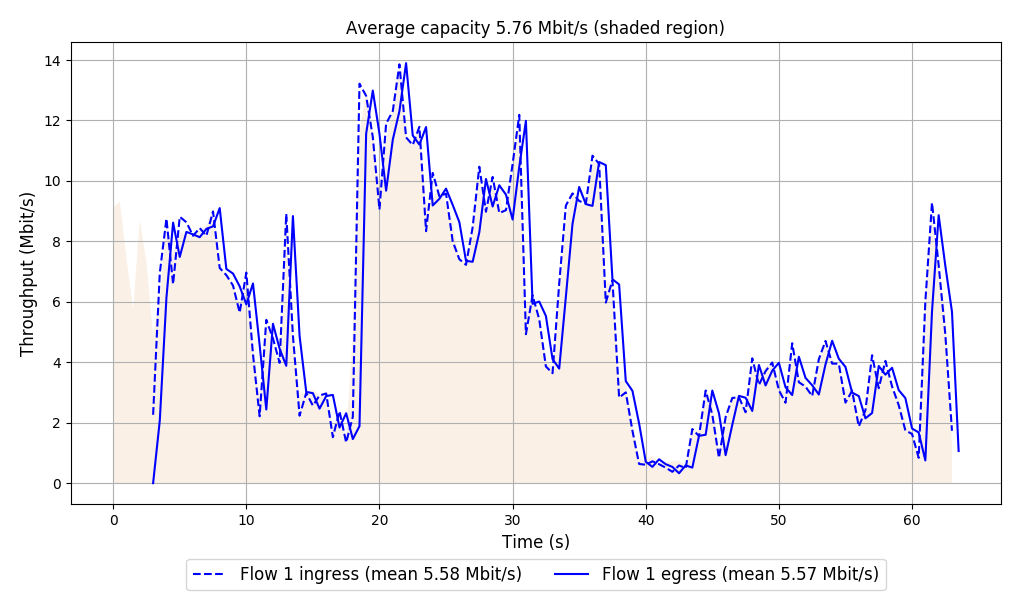 Average capacity 5.76 Mbit/s (shaded region)
Throughput (Mbit/s)
14
12
10
8
6
4
2
0
0 10 20 30 40 50 60
Time (s)
Flow 1 ingress (mean 5.58 Mbit/s) Flow 1 egress (mean 5.57 Mbit/s)